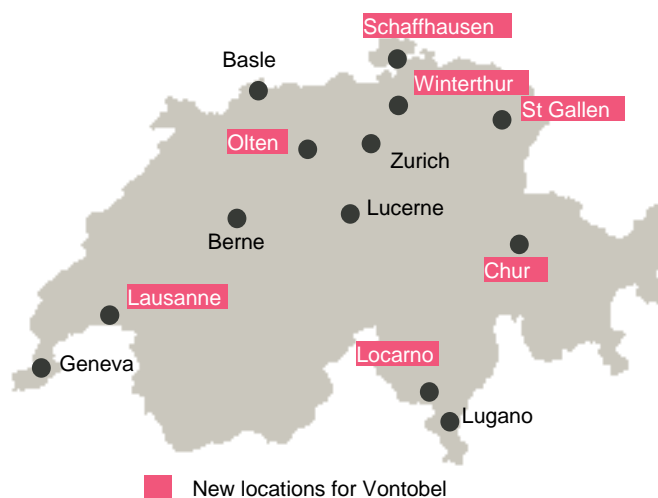 Schaffhausen
Basle
Winterthur
St Gallen
Olten
Zurich
Lucerne
Berne
Chur
Lausanne
Locarno
Geneva
Lugano
New locations for Vontobel